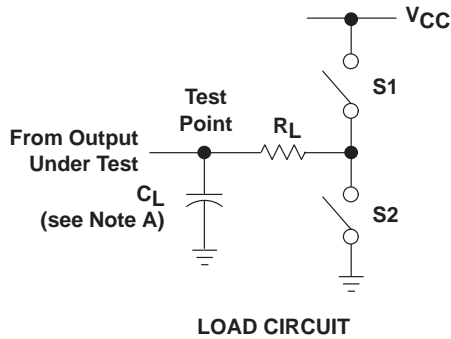 VCC
S1
Test
Point
RL
From Output
Under Test
CL
(see Note A)
S2
LOAD CIRCUIT